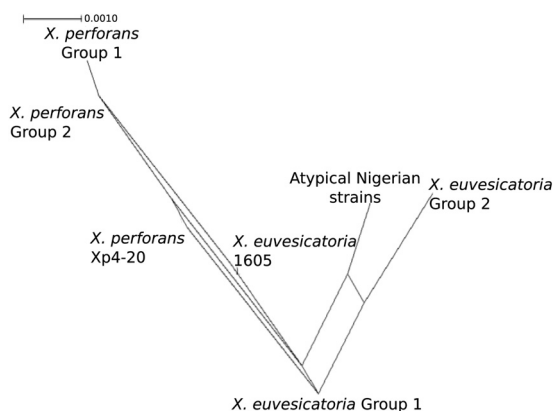 0.0010
X. perforans
Group 1
X. perforans
Group 2
Atypical Nigerian
strains
X. euvesicatoria
Group 2
X. perforans
Xp4-20
X. euvesicatoria
1605
X. euvesicatoria Group 1